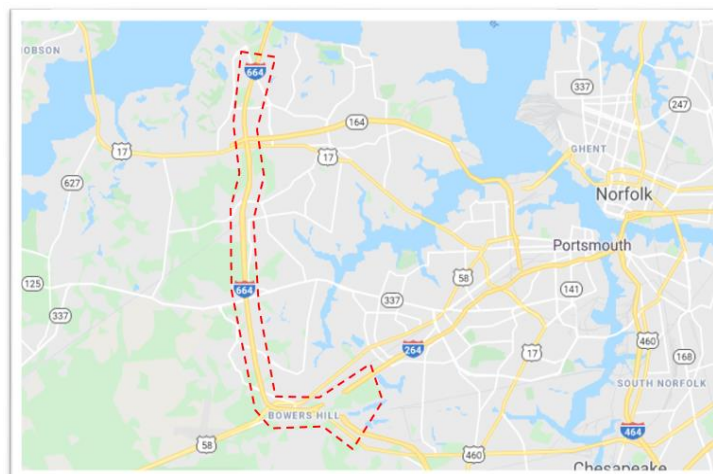 OBSON
664
337
247
164
17
17
GHENT
627
Norfolk
Portsmouth
58
125
664
337
141
337
264
17
460
168
SOUTH NORFOLK
BOWERS HILL
58
460
464
Chesapeake